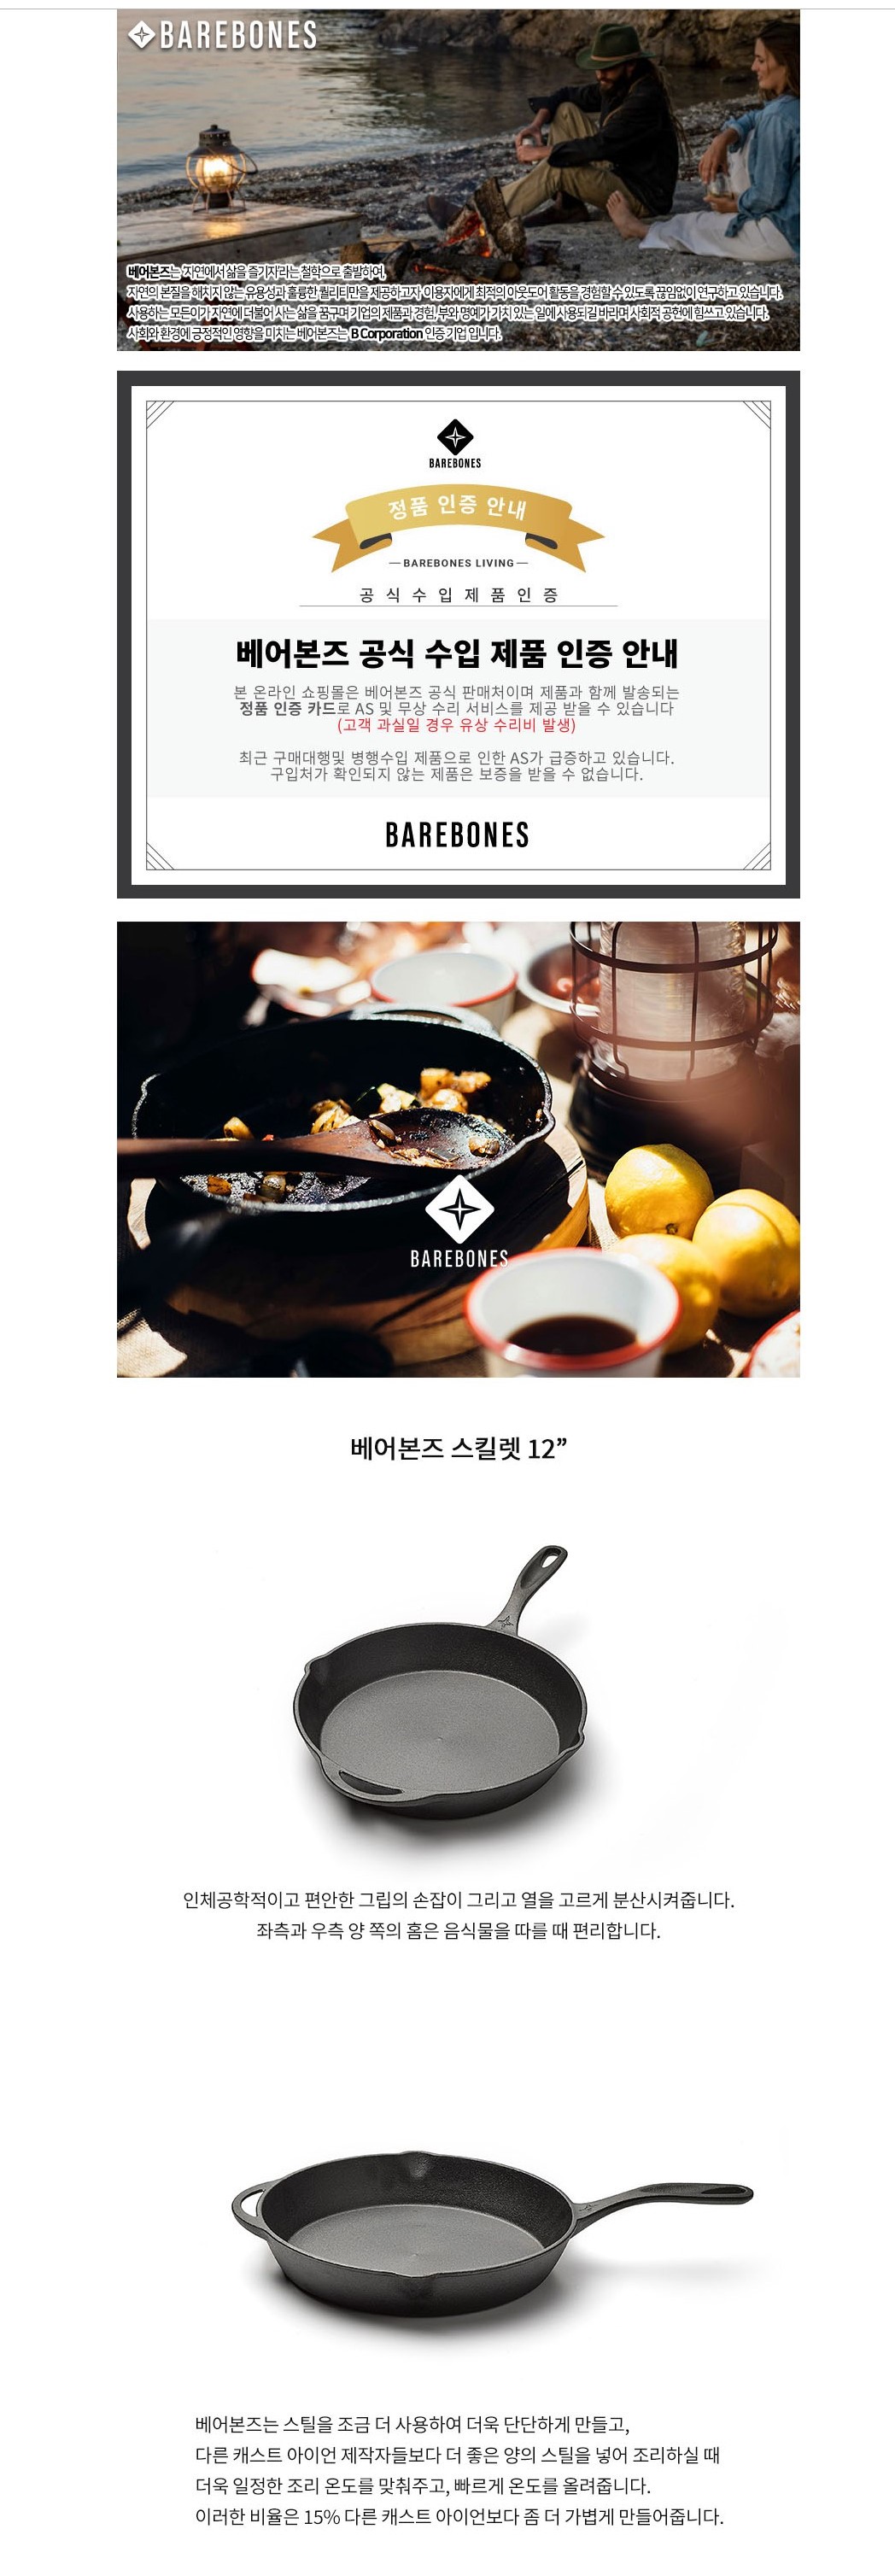 BAREBONES
베어본즈는 '자연에서 삶을 즐기자'라는 철학으로 출발하여,
자연의 본질을 해치지 않는 유용성과 훌륭한 퀄리티만을 제공하고자 이용자에게 최적의 아웃도어 활동을 경험할 수 있도록 끊임없이 연구하고 있습니다.
사용하는 모든이가 자연에 더불어 사는 삶을 꿈꾸며 기업의 제품과 경험, 부와 명예가 가치 있는 일에 사용되길 바라며 사회적 공헌에 힘쓰고 있습니다.
사회와 환경에 긍정적인 영향을 미치는 베어본즈는 B Corporation 인증 기업 입니다.
BAREBONES
정품 인증 안내
BAREBONES LIVING
공식수입제품인증
베어본즈 공식 수입 제품 인증 안내
본 온라인 쇼핑몰은 베어본즈 공식 판매처이며 제품과 함께 발송되는
정품 인증 카드로 AS 및 무상 수리 서비스를 제공 받을 수 있습니다
(고객 과실일 경우 유상 수리비 발생)
최근 구매대행및 병행수입 제품으로 인한 AS가 급증하고 있습니다.
구입처가 확인되지 않는 제품은 보증을 받을 수 없습니다.
BAREBONES
BAREBONES
베어본즈 스킬렛 12”
인체공학적이고 편안한 그립의 손잡이 그리고 열을 고르게 분산시켜줍니다.
좌측과 우측 양 쪽의 홈은 음식물을 따를 때 편리합니다.
베어본즈는 스틸을 조금 더 사용하여 더욱 단단하게 만들고,
다른 캐스트 아이언 제작자들보다 더 좋은 양의 스틸을 넣어 조리하실 때
더욱 일정한 조리 온도를 맞춰주고, 빠르게 온도를 올려줍니다.
이러한 비율은 15% 다른 캐스트 아이언보다 좀 더 가볍게 만들어줍니다.